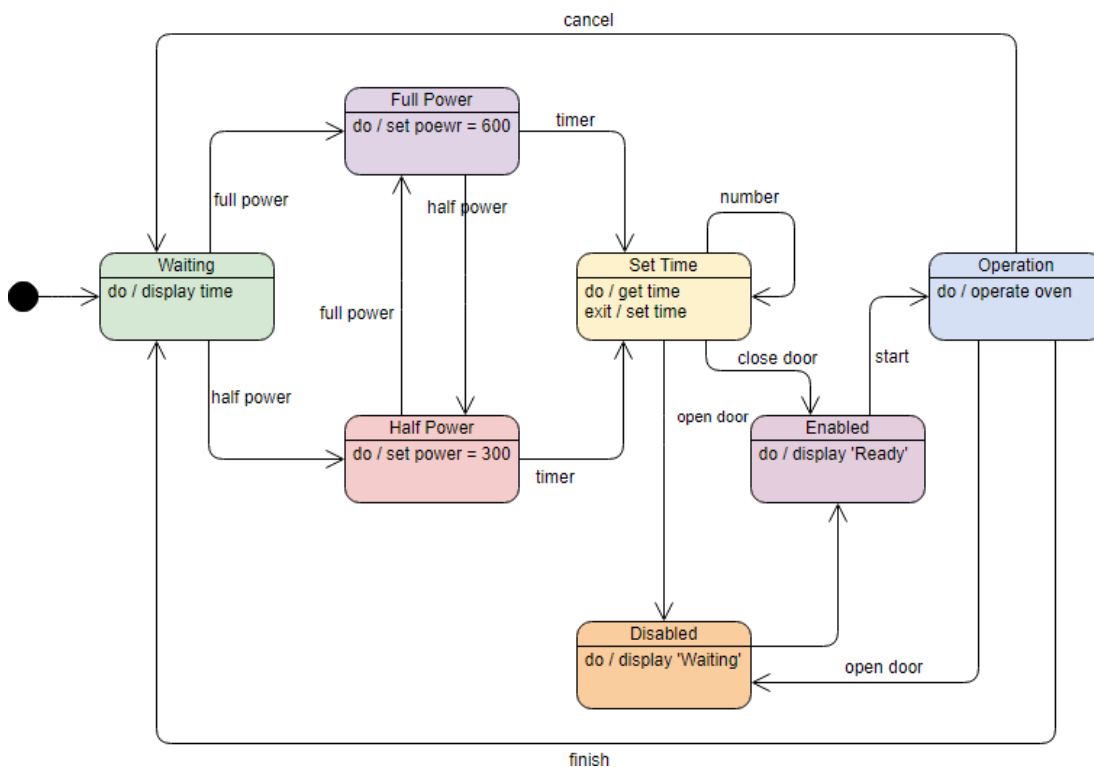 cancel
Full Power
do / set poewr = 600
timer
full power
half power
number
Waiting
do / display time
Set Time
do / get time
exit / set time
Operation
do / operate oven
full power
close door
start
half power
open door
Half Power
do / set power = 300
timer
Enabled
do / display 'Ready'
Disabled
do / display 'Waiting'
open door
finish